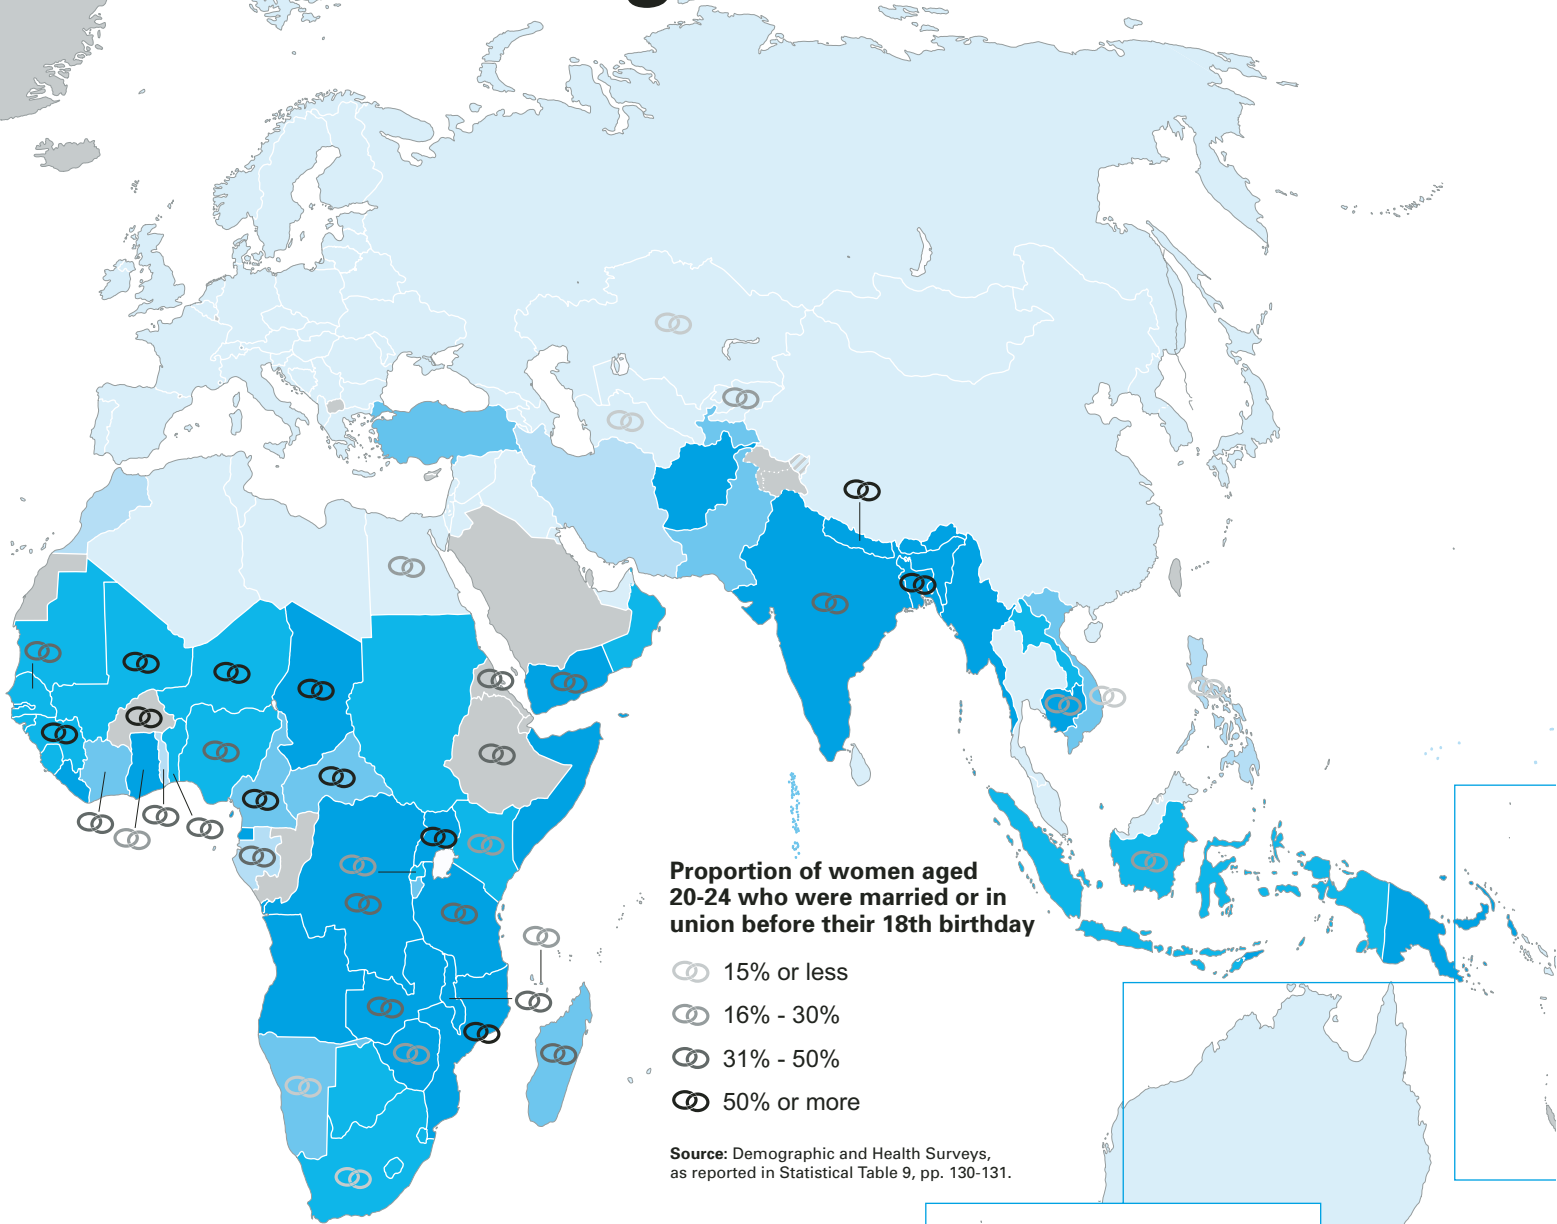 Proportion of women aged
20-24 who were married or in
union before their 18th birthday
15% or less
16% - 30%
31% - 50%
50% or more
Source: Demographic and Health Surveys,
as reported in Statistical Table 9, pp. 130-131.